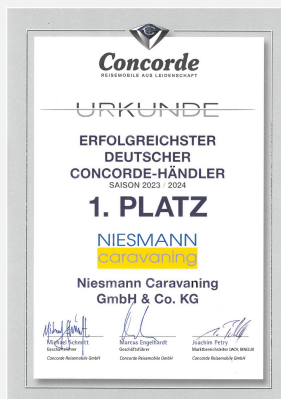 Concorde
REISEMOBILE AUS LEIDENSCHAFT
URKUNDE
ERFOLGREICHSTER
DEUTSCHER
CONCORDE-HÄNDLER
SAISON 2023 / 2024
1. PLATZ
NIESMANN
caravaning
Niesmann Caravaning
GmbH & Co. KG
Michael Schmitt Marcus Engelhardt Joachim Petry
Geschäftsführer Geschäftsführer Marktbereichsleiter DACH,
Concorde Reisemobile GmbH Concorde Reisemobile GmbH Concorde Reisemobile GmbH